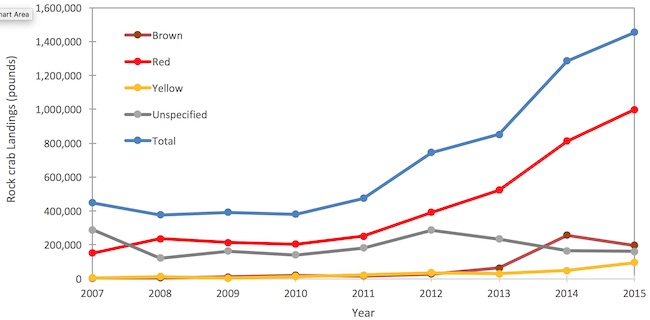 hart Area
1,600,000
1,400,000
1,200,000
1,000,000
800,000
600,000
400,000
200,000
0
Rock crab Landings (pounds)
Brown
Red
Yellow
Unspecified
Total
2007 2008 2009 2010 2011 2012 2013 2014 2015
Year